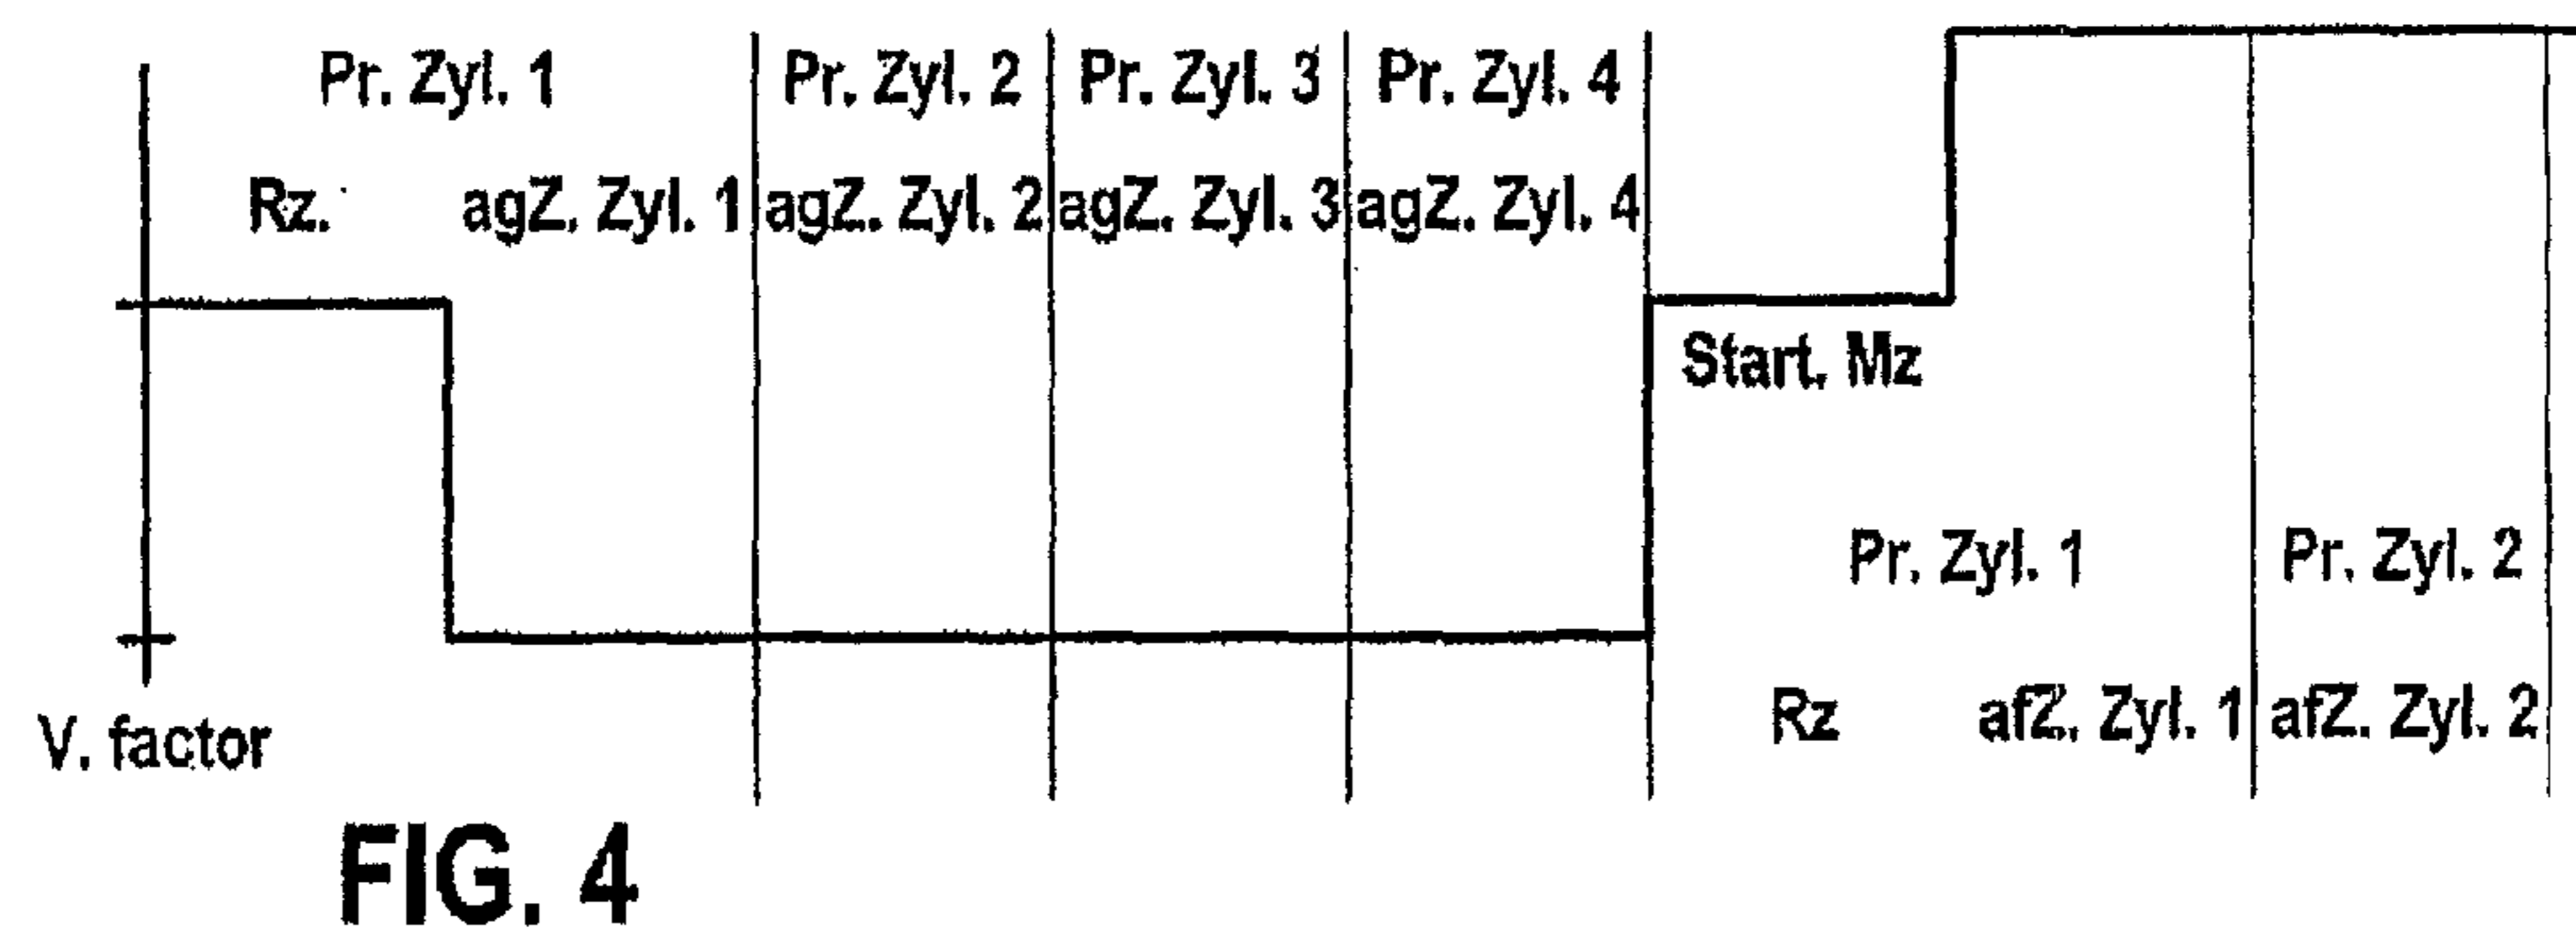 Pr. Zyl. 1 Pr. Zyl. 2 Pr. Zyl. 3 Pr. Zyl. 4
Rz. agZ. Zyl. 1 agZ. Zyl. 2 agZ. Zyl. 3 agZ. Zyl. 4
Start. Mz
Pr. Zyl. 1 Pr. Zyl. 2
Rz afZ. Zyl. 1 afZ. Zyl. 2
V. factor
FIG. 4